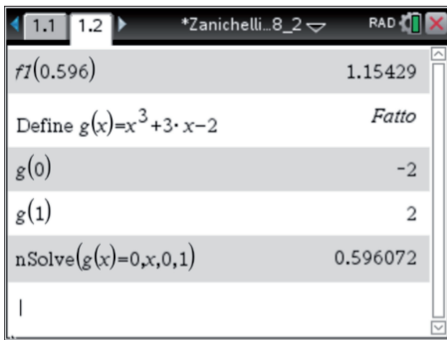 1.1 1.2 *Zanichelli...8_2 RAD
f1(0.596) 1.15429
Define g(x)=x³+3·x-2 Fatto
g(0) -2
g(1) 2
nSolve(g(x)=0,x,0,1) 0.596072